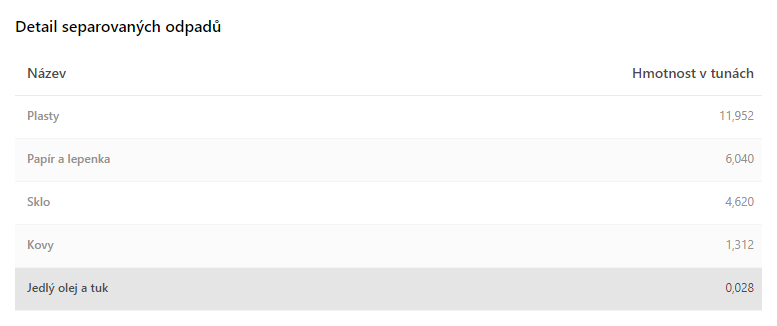 Detail separovaných odpadů
Název Hmotnost v tunách
Plasty 11,952
Papír a lepenka 6,040
Sklo 4,620
Kovy 1,312
Jedlý olej a tuk 0,028